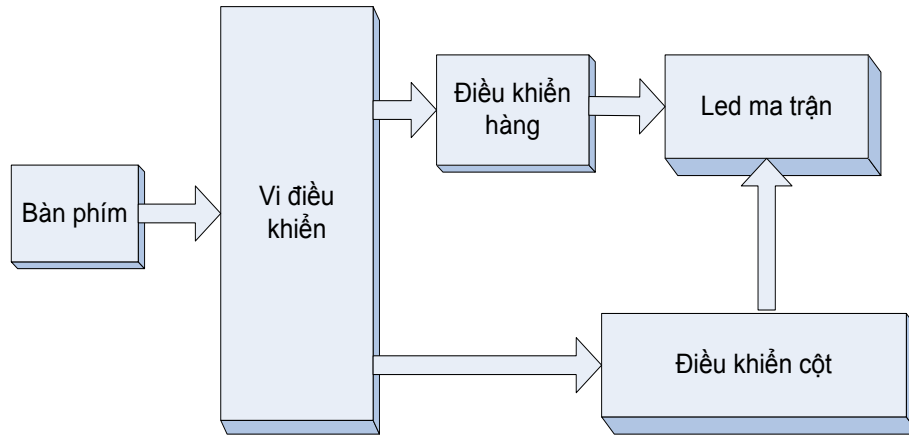 Bàn phím
Vi điều
khiển
Điều khiển
hàng
Led ma trận
Điều khiển cột